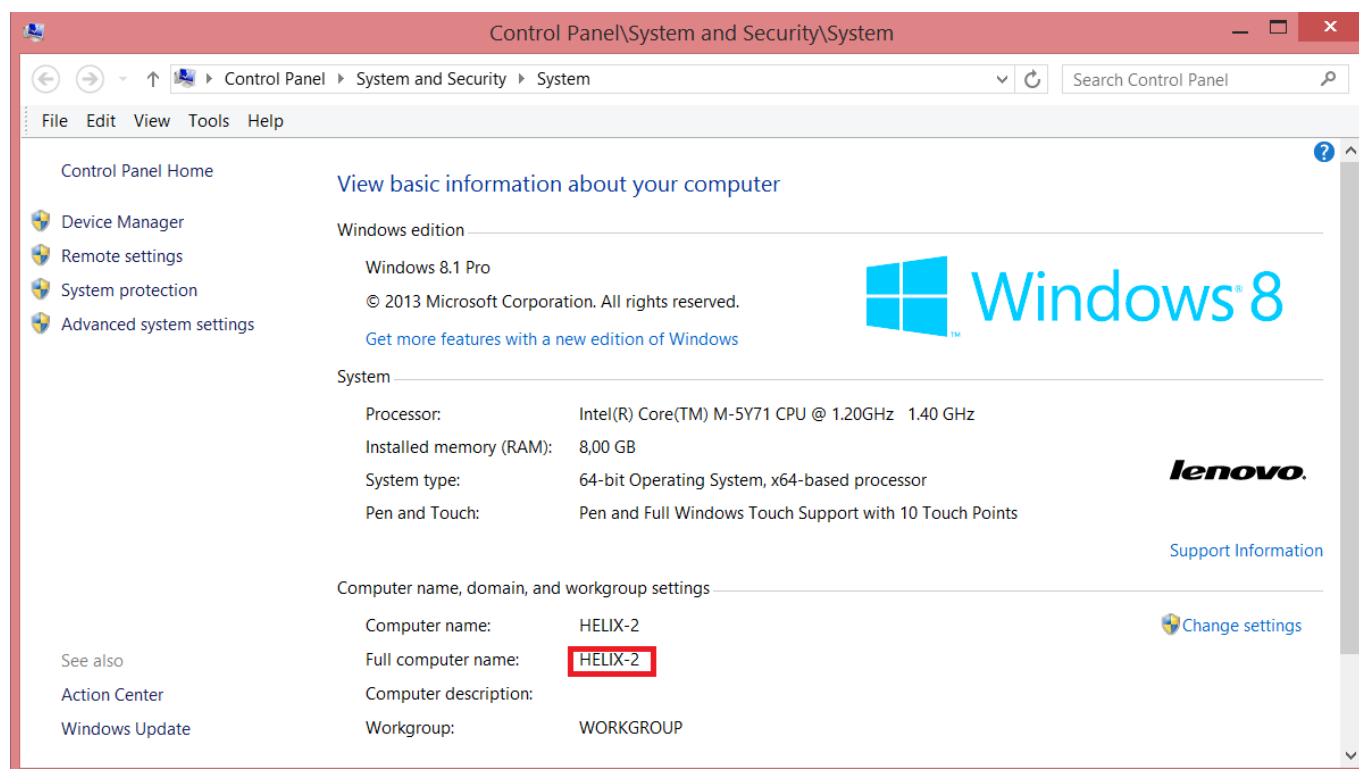 Control Panel\System and Security\System
Control Panel System and Security System
Search Control Panel
File Edit View Tools Help
Control Panel Home
Device Manager
Remote settings
System protection
Advanced system settings
View basic information about your computer
Windows edition
Windows 8.1 Pro
© 2013 Microsoft Corporation. All rights reserved.
Get more features with a new edition of Windows
Windows® 8
™
System
Processor: Intel(R) Core(TM) M-5Y71 CPU @ 1.20GHz 1.40 GHz
Installed memory (RAM): 8,00 GB
System type: 64-bit Operating System, x64-based processor
Pen and Touch: Pen and Full Windows Touch Support with 10 Touch Points
lenovo.
Support Information
Computer name, domain, and workgroup settings
Computer name: HELIX-2
Change settings
Full computer name: HELIX-2
Computer description:
Workgroup: WORKGROUP
See also
Action Center
Windows Update